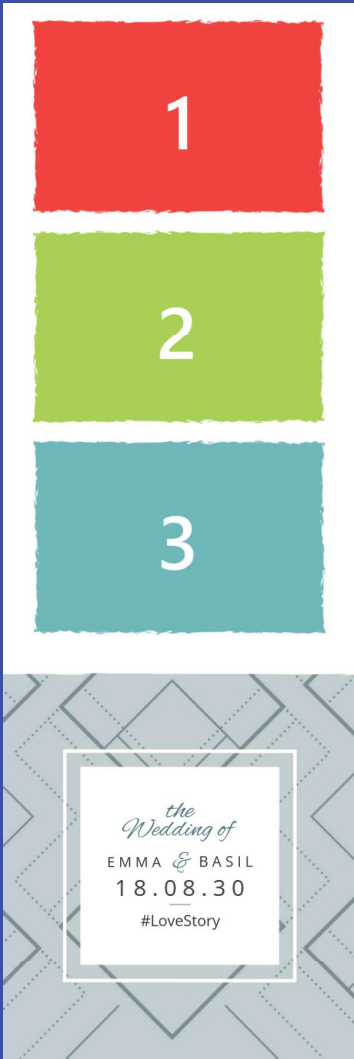 1
2
3
the
Wedding of
EMMA & BASIL
18.08.30
#LoveStory